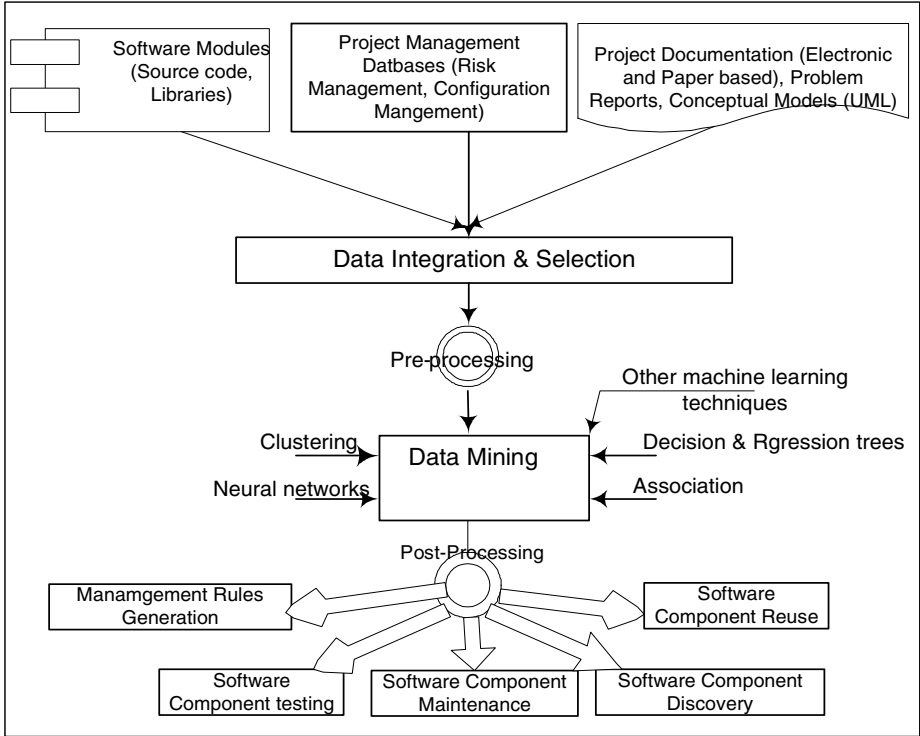 Software Modules
(Source code,
Libraries)
Project Management
Datbases (Risk
Management, Configuration
Mangement)
Project Documentation (Electronic
and Paper based), Problem
Reports, Conceptual Models (UML)
Data Integration & Selection
Pre-processing
Other machine learning
techniques
Clustering
Data Mining
Decision & Rgression trees
Neural networks
Association
Post-Processing
Manamgement Rules
Generation
Software
Component Reuse
Software
Component testing
Software Component
Maintenance
Software Component
Discovery